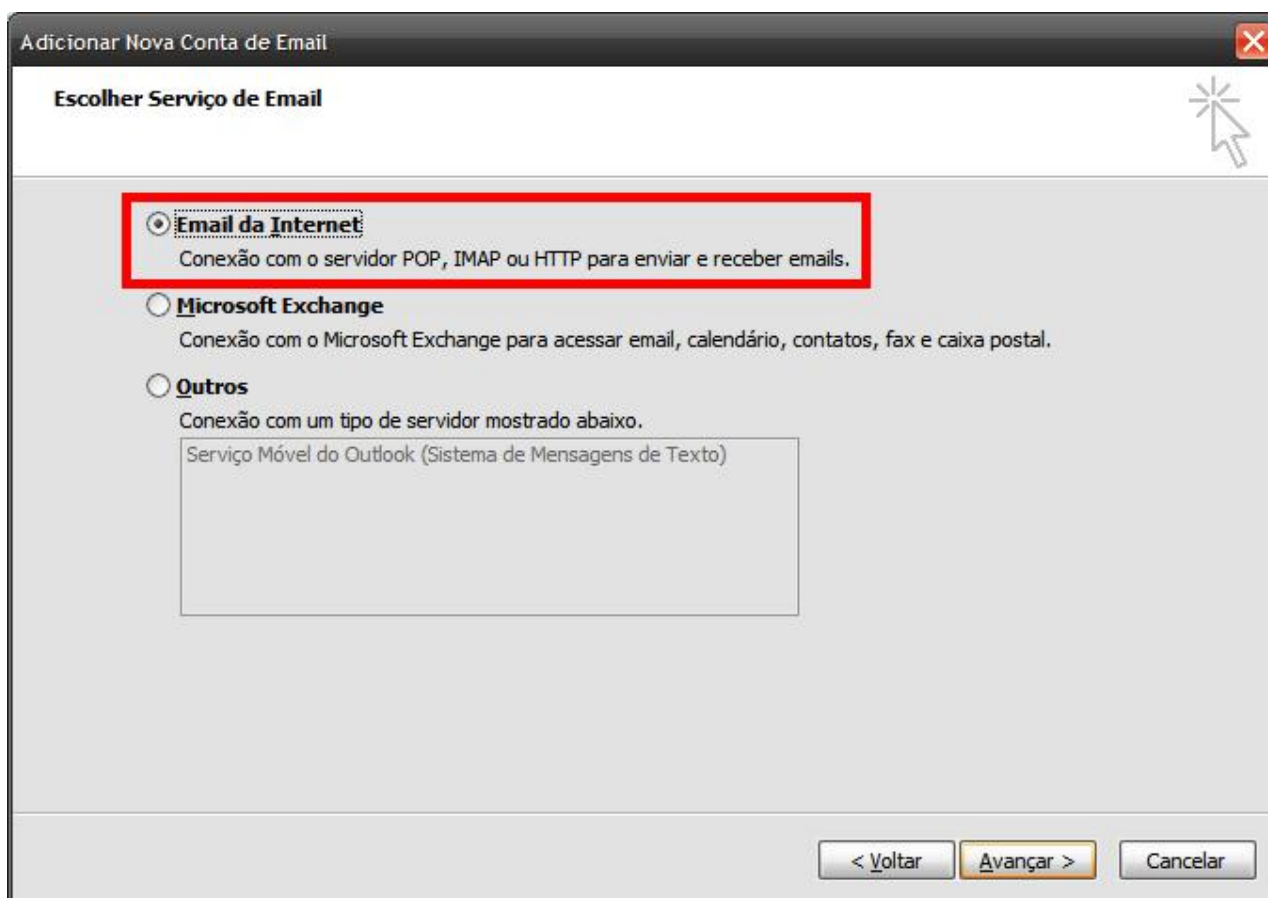 Adicionar Nova Conta de Email
Escolher Serviço de Email
Email da Internet
Conexão com o servidor POP, IMAP ou HTTP para enviar e receber emails.
Microsoft Exchange
Conexão com o Microsoft Exchange para acessar email, calendário, contatos, fax e caixa postal.
Outros
Conexão com um tipo de servidor mostrado abaixo.
Serviço Móvel do Outlook (Sistema de Mensagens de Texto)
< Voltar Avançar > Cancelar